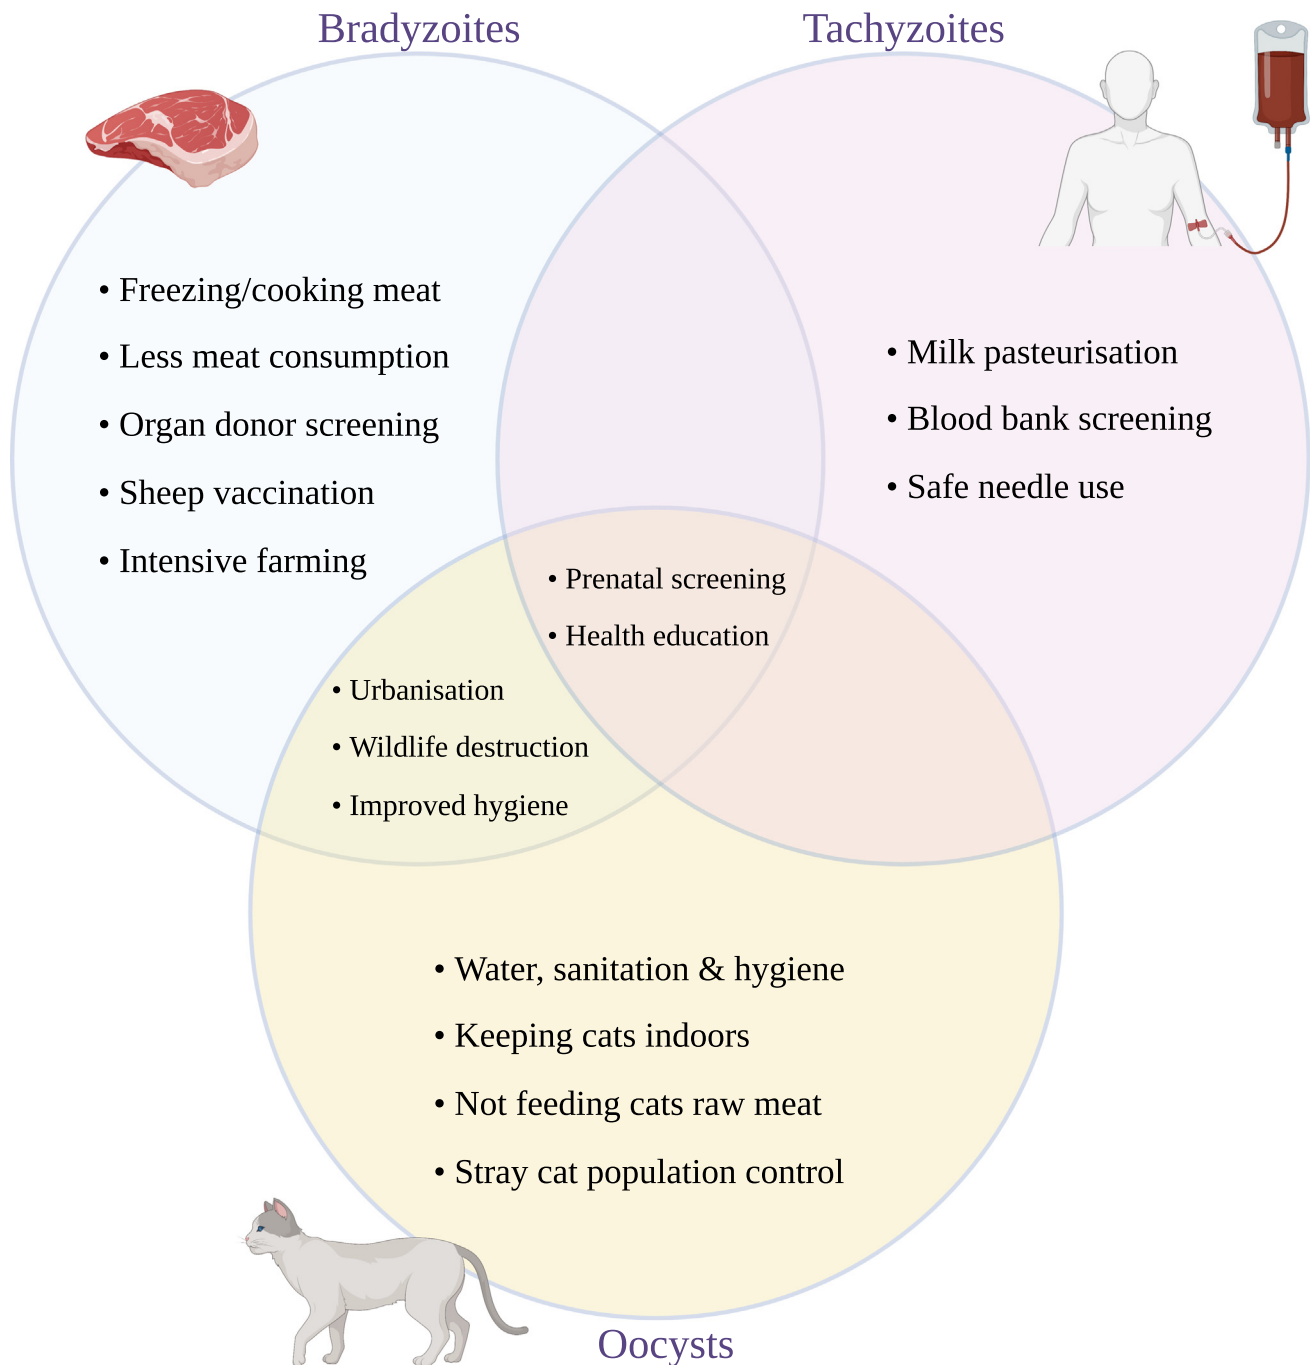 Bradyzoites
Tachyzoites
• Freezing/cooking meat
• Less meat consumption
• Organ donor screening
• Sheep vaccination
• Intensive farming
• Milk pasteurisation
• Blood bank screening
• Safe needle use
• Prenatal screening
• Health education
• Urbanisation
• Wildlife destruction
• Improved hygiene
• Water, sanitation & hygiene
• Keeping cats indoors
• Not feeding cats raw meat
• Stray cat population control
Oocysts